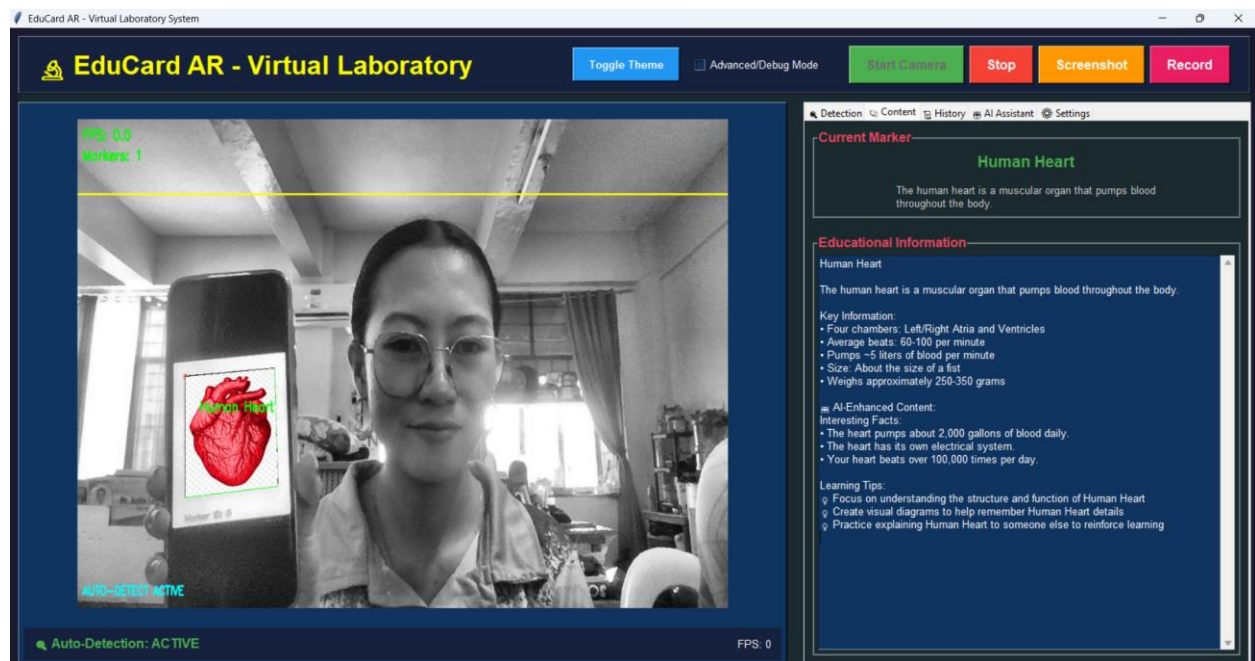 EduCard AR - Virtual Laboratory System
EduCard AR - Virtual Laboratory
Toggle Theme
Advanced/Debug Mode
Start Camera
Stop
Screenshot
Record
FPS: 0.0
Markers: 1
Human Heart
Marker ID: 0
AUTO-DETECT ACTIVE
Auto-Detection: ACTIVE
FPS: 0
Detection Content History AI Assistant Settings
Current Marker
Human Heart
The human heart is a muscular organ that pumps blood
throughout the body.
Educational Information
Human Heart
The human heart is a muscular organ that pumps blood throughout the body.
Key Information:
• Four chambers: Left/Right Atria and Ventricles
• Average beats: 60-100 per minute
• Pumps ~5 liters of blood per minute
• Size: About the size of a fist
• Weighs approximately 250-350 grams
AI-Enhanced Content:
Interesting Facts:
• The heart pumps about 2,000 gallons of blood daily.
• The heart has its own electrical system.
• Your heart beats over 100,000 times per day.
Learning Tips:
Focus on understanding the structure and function of Human Heart
Create visual diagrams to help remember Human Heart details
Practice explaining Human Heart to someone else to reinforce learning